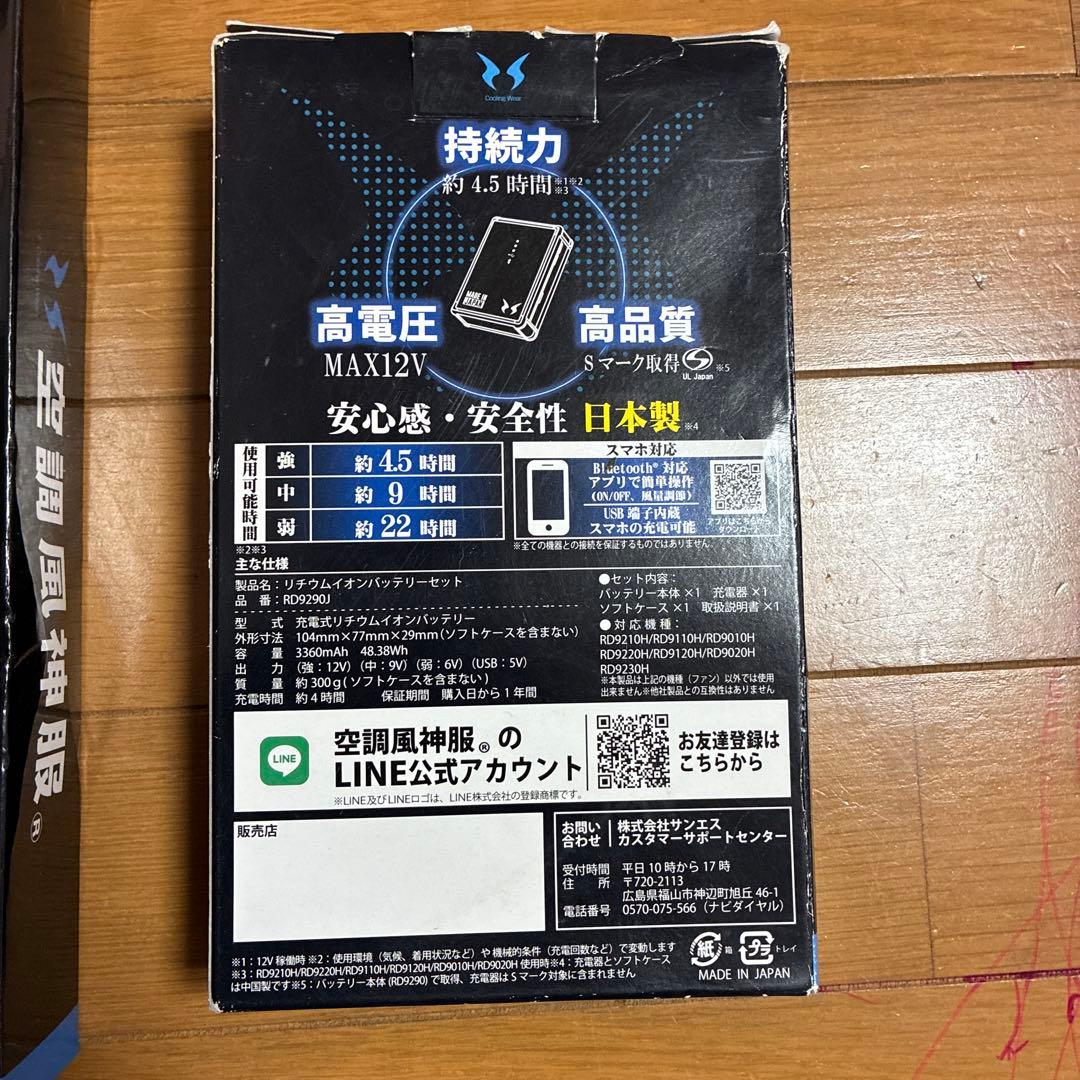 Cooling Wear
持続力
約 4.5 時間※1※2
※3
MADE IN
JAPAN
高電圧
MAX12V
高品質
Sマーク取得 ※5
UL Japan
安心感・安全性 日本製※4
使用可能時間
強 約 4.5 時間
中 約 9 時間
弱 約 22 時間
※2※3
スマホ対応
Bluetooth® 対応
アプリで簡単操作
(ON/OFF、風量調節)
USB 端子内蔵
スマホの充電可能
アプリはこちらから
ダウンロード
※全ての機器との接続を保証するものではありません。
主な仕様
製品名:リチウムイオンバッテリーセット
品 番:RD9290J
型 式 充電式リチウムイオンバッテリー
外形寸法 104mm×77mm×29mm(ソフトケースを含まない)
容 量 3360mAh 48.38Wh
出 力 (強:12V)(中:9V)(弱:6V)(USB:5V)
質 量 約300g(ソフトケースを含まない)
充電時間 約4時間 保証期間 購入日から1年間
●セット内容:
バッテリー本体×1 充電器×1
ソフトケース×1 取扱説明書×1
●対応機種:
RD9210H/RD9110H/RD9010H
RD9220H/RD9120H/RD9020H
RD9230H
※本製品は上記の機種(ファン)以外では使用
出来ません※他社製品との互換性はありません
LINE
空調風神服®の
LINE公式アカウント
※LINE及びLINEロゴは、LINE株式会社の登録商標です。
お友達登録は
こちらから
販売店
お問い
合わせ
株式会社サンエス
カスタマーサポートセンター
受付時間 平日10時から17時
住 所 〒720-2113
広島県福山市神辺町旭丘46-1
電話番号 0570-075-566(ナビダイヤル)
紙 箱 プラ トレイ
MADE IN JAPAN
※1:12V稼働時※2:使用環境(気候、着用状況など)や機械的条件(充電回数など)で変動します
※3:RD9210H/RD9220H/RD9110H/RD9120H/RD9010H/RD9020H 使用時※4:充電器とソフトケース
は中国製です※5:バッテリー本体(RD9290)で取得、充電器はSマーク対象に含まれません
空調風神服®